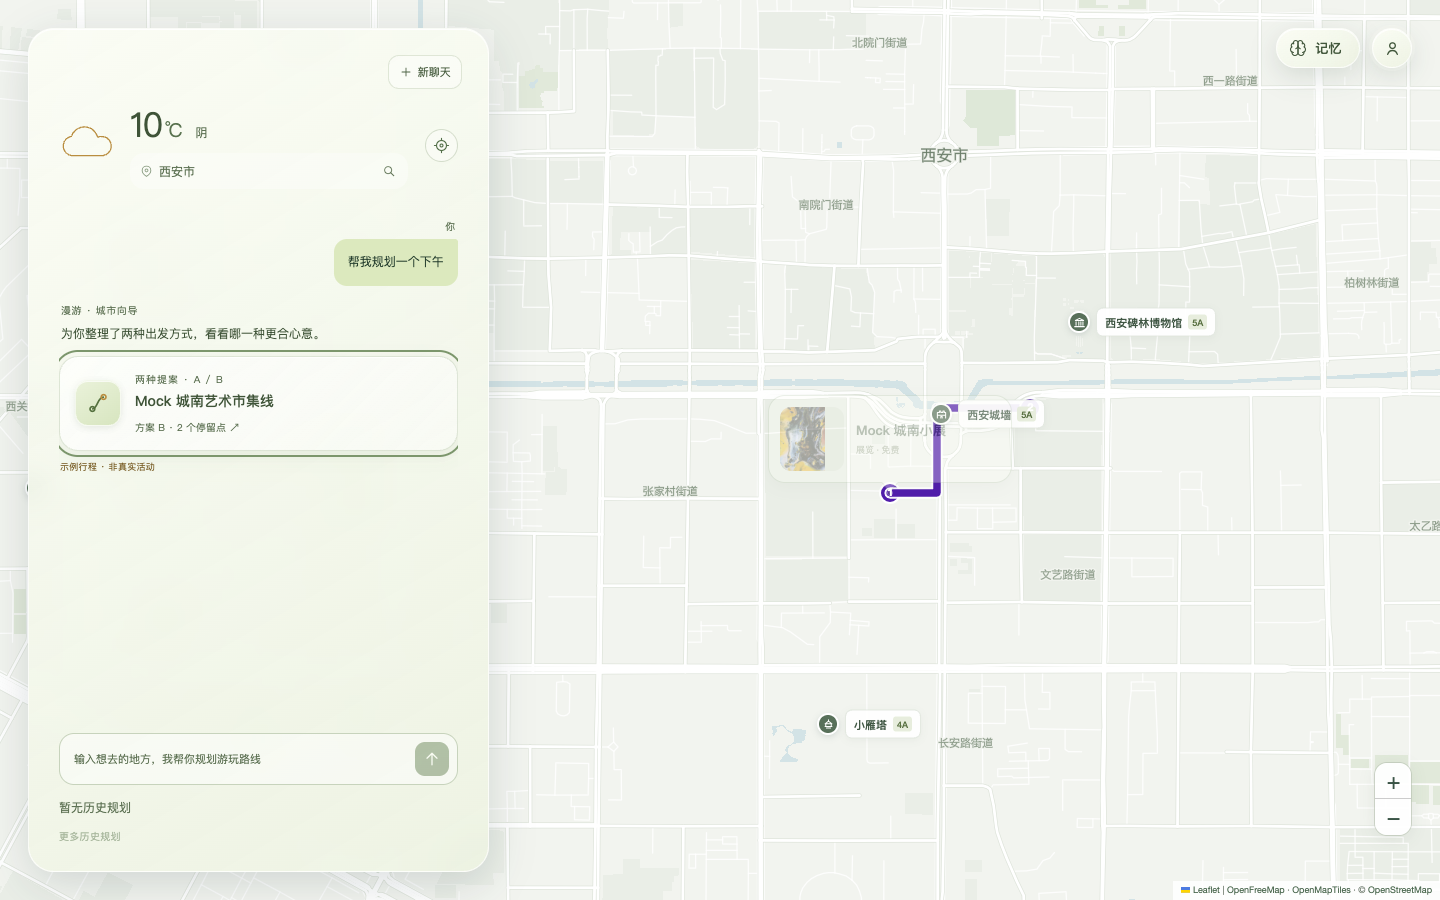 新聊天
10°C 阴
西安市
你
帮我规划一个下午
漫游 · 城市向导
为你整理了两种出发方式，看看哪一种更合心意。
两种提案 · A / B
Mock 城南艺术市集线
方案 B · 2 个停留点 ↗
示例行程 · 非真实活动
输入想去的地方，我帮你规划游玩路线
暂无历史规划
更多历史规划
记忆
北院门街道
西一路街道
西安市
南院门街道
柏树林街道
西安碑林博物馆 5A
西关
西安城墙 5A
Mock 城南小展
展览 · 免费
张家村街道
太乙路
文艺路街道
小雁塔 4A
长安路街道
+
−
Leaflet | OpenFreeMap · OpenMapTiles · © OpenStreetMap